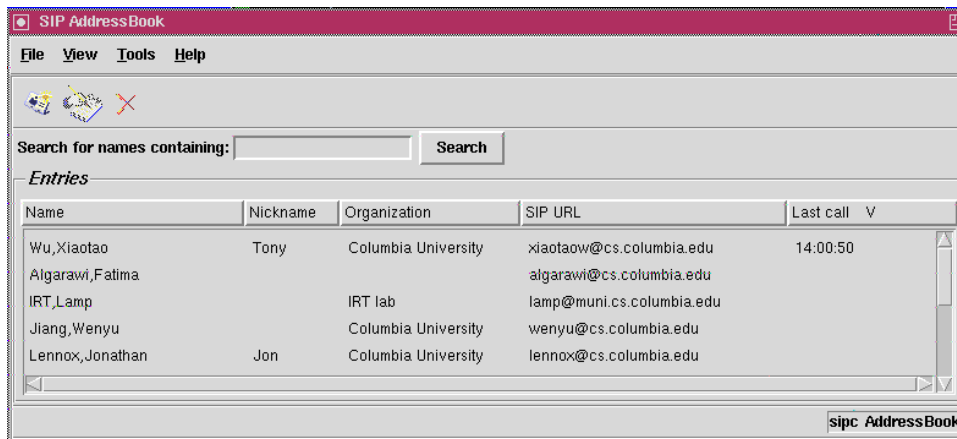 SIP AddressBook
File View Tools Help
Search for names containing: Search
Entries
Name Nickname Organization SIP URL Last call V
Wu,Xiaotao Tony Columbia University xiaotaow@cs.columbia.edu 14:00:50
Algarawi,Fatima algarawi@cs.columbia.edu
IRT,Lamp IRT lab lamp@muni.cs.columbia.edu
Jiang,Wenyu Columbia University wenyu@cs.columbia.edu
Lennox,Jonathan Jon Columbia University lennox@cs.columbia.edu
sipc AddressBook